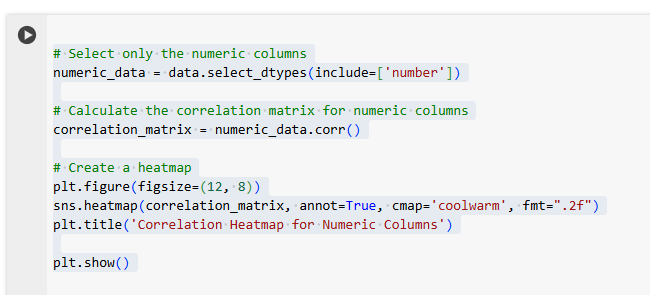 # Select only the numeric columns
numeric_data = data.select_dtypes(include=['number'])
# Calculate the correlation matrix for numeric columns
correlation_matrix = numeric_data.corr()
# Create a heatmap
plt.figure(figsize=(12, 8))
sns.heatmap(correlation_matrix, annot=True, cmap='coolwarm', fmt=".2f")
plt.title('Correlation Heatmap for Numeric Columns')
plt.show()